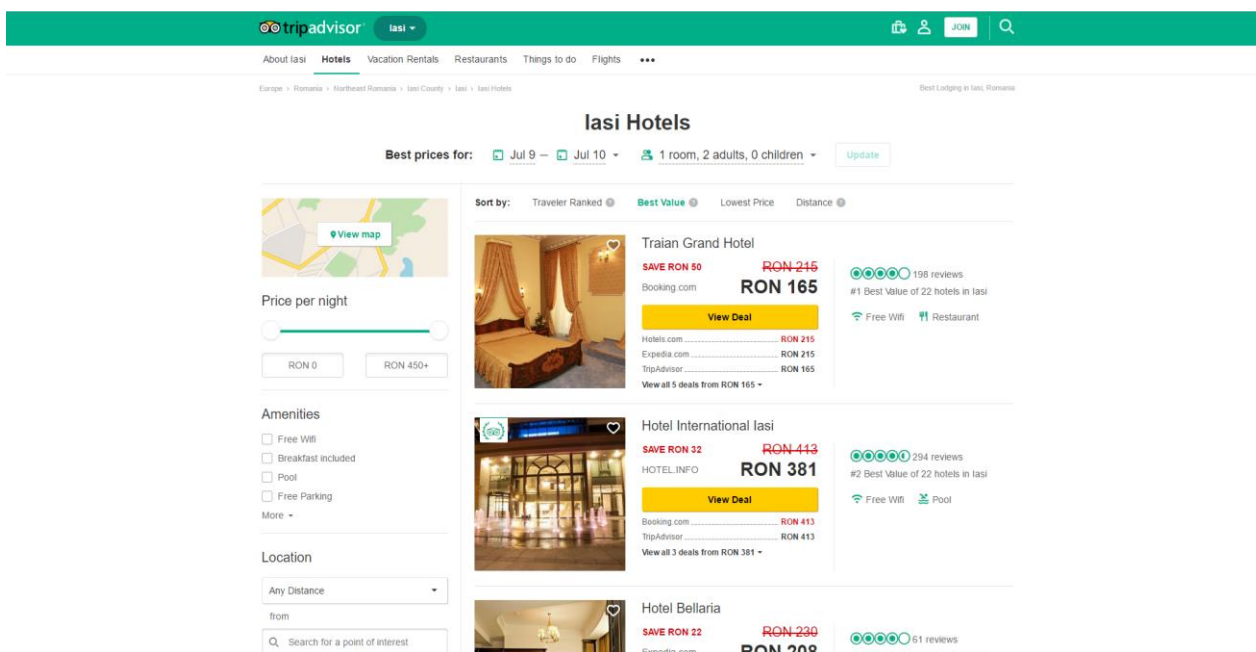 tripadvisor Iasi JOIN
About Iasi Hotels Vacation Rentals Restaurants Things to do Flights •••
Europe › Romania › Northeast Romania › Iasi County › Iasi › Iasi Hotels Best Lodging in Iasi, Romania
Iasi Hotels
Best prices for: Jul 9 – Jul 10 1 room, 2 adults, 0 children Update
View map
Price per night
RON 0 RON 450+
Amenities
Free Wifi
Breakfast included
Pool
Free Parking
More
Location
Any Distance
from
Search for a point of interest
Sort by: Traveler Ranked Best Value Lowest Price Distance
Traian Grand Hotel
SAVE RON 50 RON 215
Booking.com RON 165
View Deal
Hotels.com RON 215
Expedia.com RON 215
TripAdvisor RON 165
View all 5 deals from RON 165
198 reviews
#1 Best Value of 22 hotels in Iasi
Free Wifi Restaurant
Hotel International Iasi
SAVE RON 32 RON 413
HOTEL.INFO RON 381
View Deal
Booking.com RON 413
TripAdvisor RON 413
View all 3 deals from RON 381
294 reviews
#2 Best Value of 22 hotels in Iasi
Free Wifi Pool
Hotel Bellaria
SAVE RON 22 RON 230
Expedia.com RON 208
61 reviews